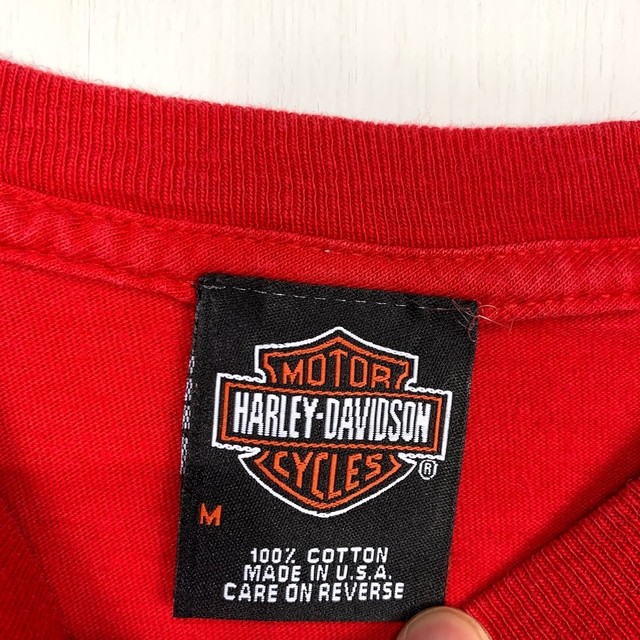 MOTOR
HARLEY-DAVIDSON
CYCLES ®
M
100% COTTON
MADE IN U.S.A.
CARE ON REVERSE